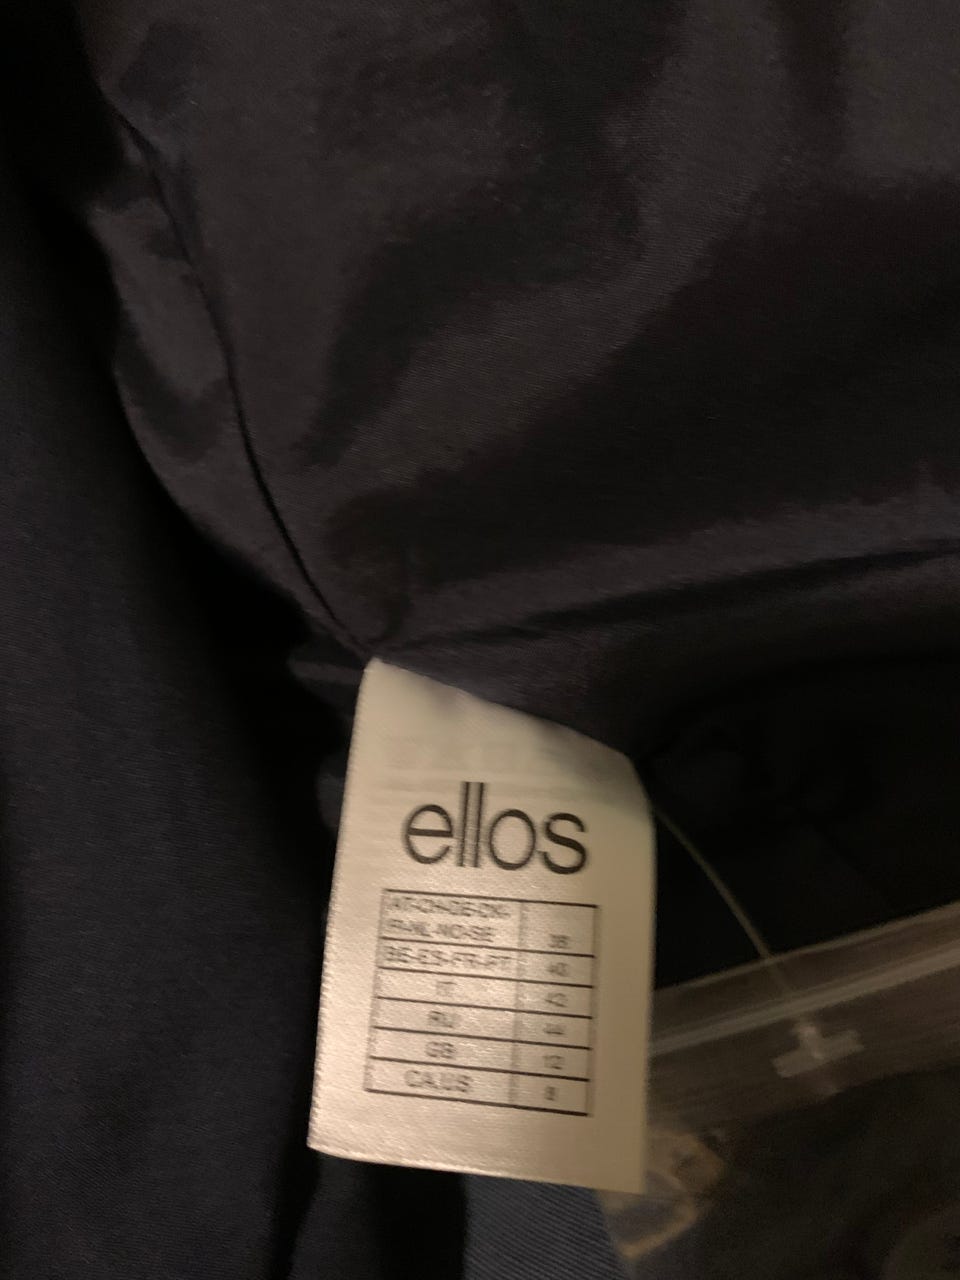 ellos
AT-CH-DE-DK-
FI-NL-NO-SE 38
BE-ES-FR-PT 40
IT 42
RU 44
GB 12
CA,US 8